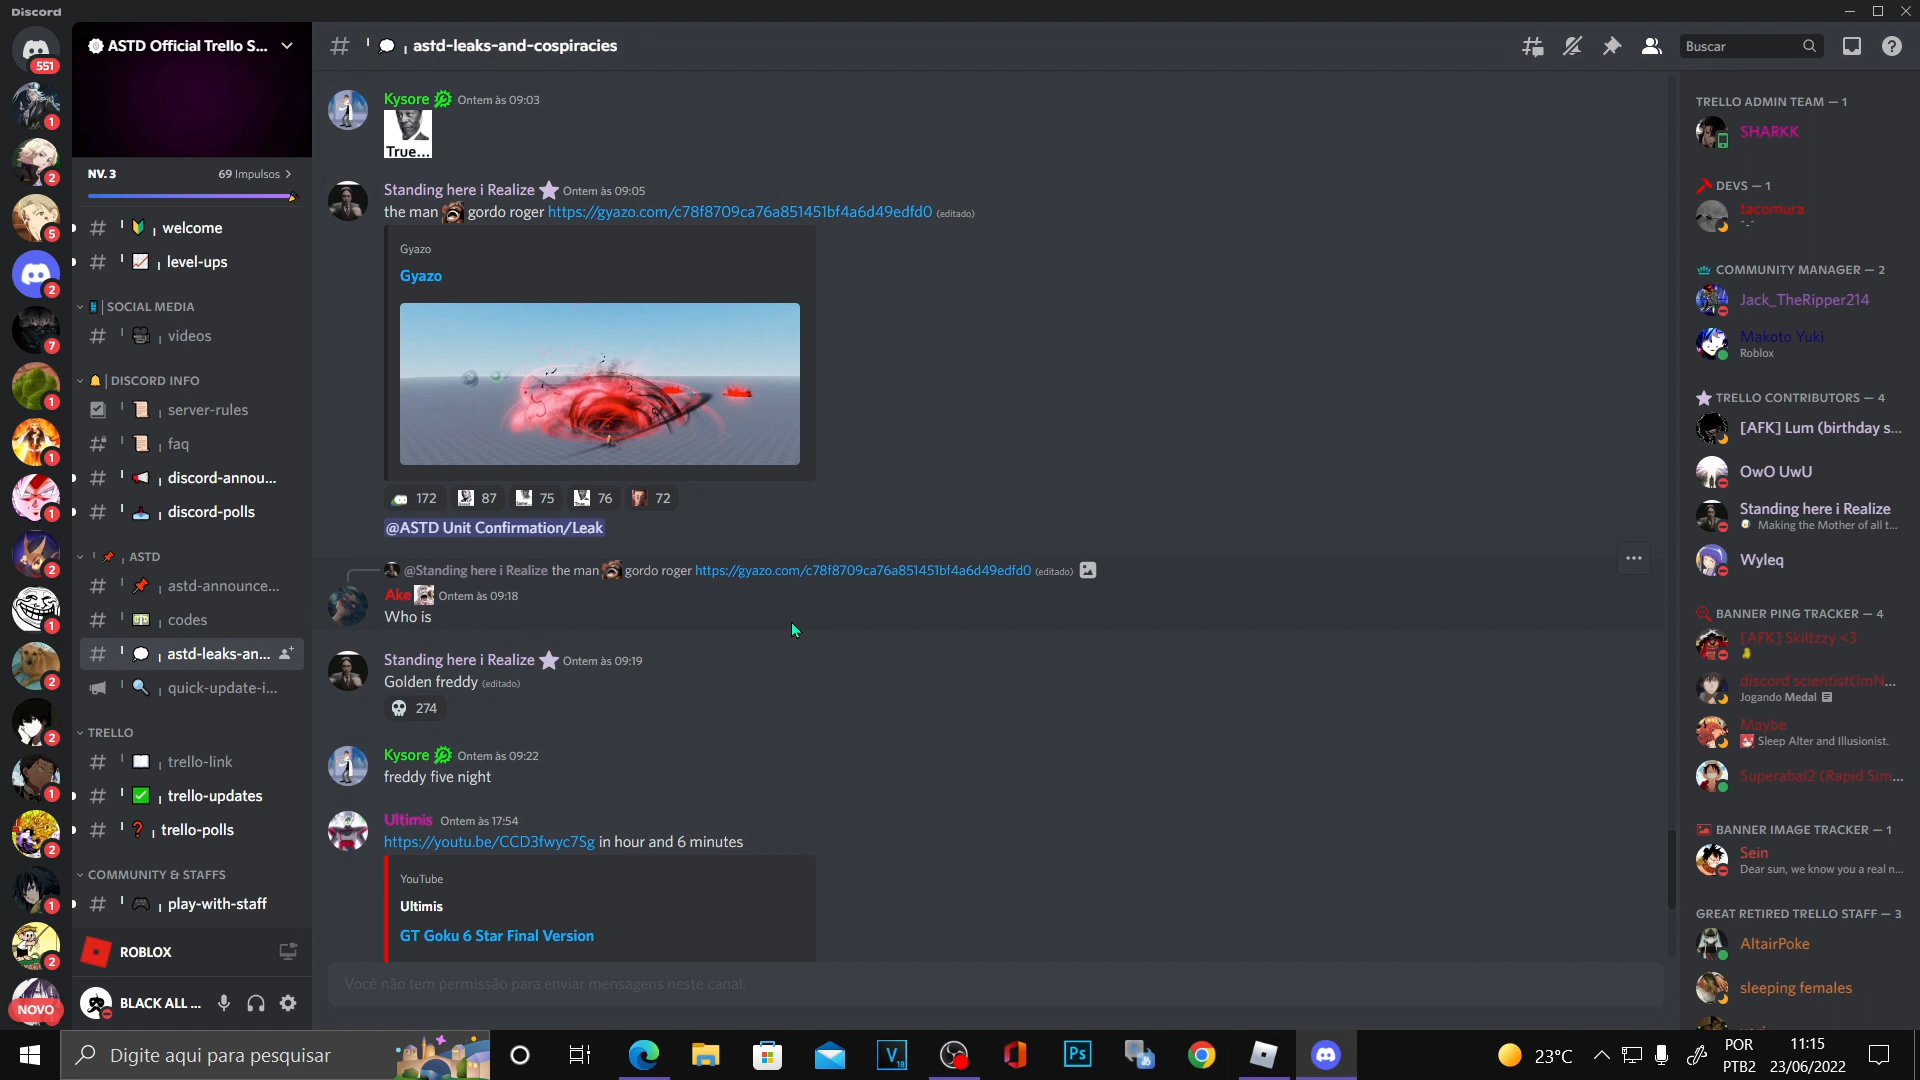 Discord
ASTD Official Trello S...
astd-leaks-and-cospiracies
Buscar
551
NV. 3
69 Impulsos
welcome
level-ups
SOCIAL MEDIA
videos
DISCORD INFO
server-rules
faq
discord-annou...
discord-polls
ASTD
astd-announce...
codes
astd-leaks-an...
quick-update-i...
TRELLO
trello-link
trello-updates
trello-polls
COMMUNITY & STAFFS
play-with-staff
ROBLOX
BLACK ALL ...
NOVO
Kysore Ontem às 09:03
True...
Standing here i Realize Ontem às 09:05
the man gordo roger https://gyazo.com/c78f8709ca76a851451bf4a6d49edfd0 (editado)
Gyazo
Gyazo
172 87 75 76 72
@ASTD Unit Confirmation/Leak
@Standing here i Realize the man gordo roger https://gyazo.com/c78f8709ca76a851451bf4a6d49edfd0 (editado)
Ake Ontem às 09:18
Who is
Standing here i Realize Ontem às 09:19
Golden freddy (editado)
274
Kysore Ontem às 09:22
freddy five night
Ultimis Ontem às 17:54
https://youtu.be/CCD3fwyc7Sg in hour and 6 minutes
YouTube
Ultimis
GT Goku 6 Star Final Version
Você não tem permissão para enviar mensagens neste canal.
TRELLO ADMIN TEAM — 1
SHARKK
DEVS — 1
tacomura
-_-
COMMUNITY MANAGER — 2
Jack_TheRipper214
Makoto Yuki
Roblox
TRELLO CONTRIBUTORS — 4
[AFK] Lum (birthday s...
OwO UwU
Standing here i Realize
Making the Mother of all t...
Wyleq
BANNER PING TRACKER — 4
[AFK] Skiltzzy <3
discord scientist(ImN...
Jogando Medal
Maybe
Sleep Alter and Illusionist.
Superabal2 (Rapid Sim...
BANNER IMAGE TRACKER — 1
Sein
Dear sun, we know you a real n...
GREAT RETIRED TRELLO STAFF — 3
AltairPoke
sleeping females
Digite aqui para pesquisar
23°C
POR
PTB2
11:15
23/06/2022